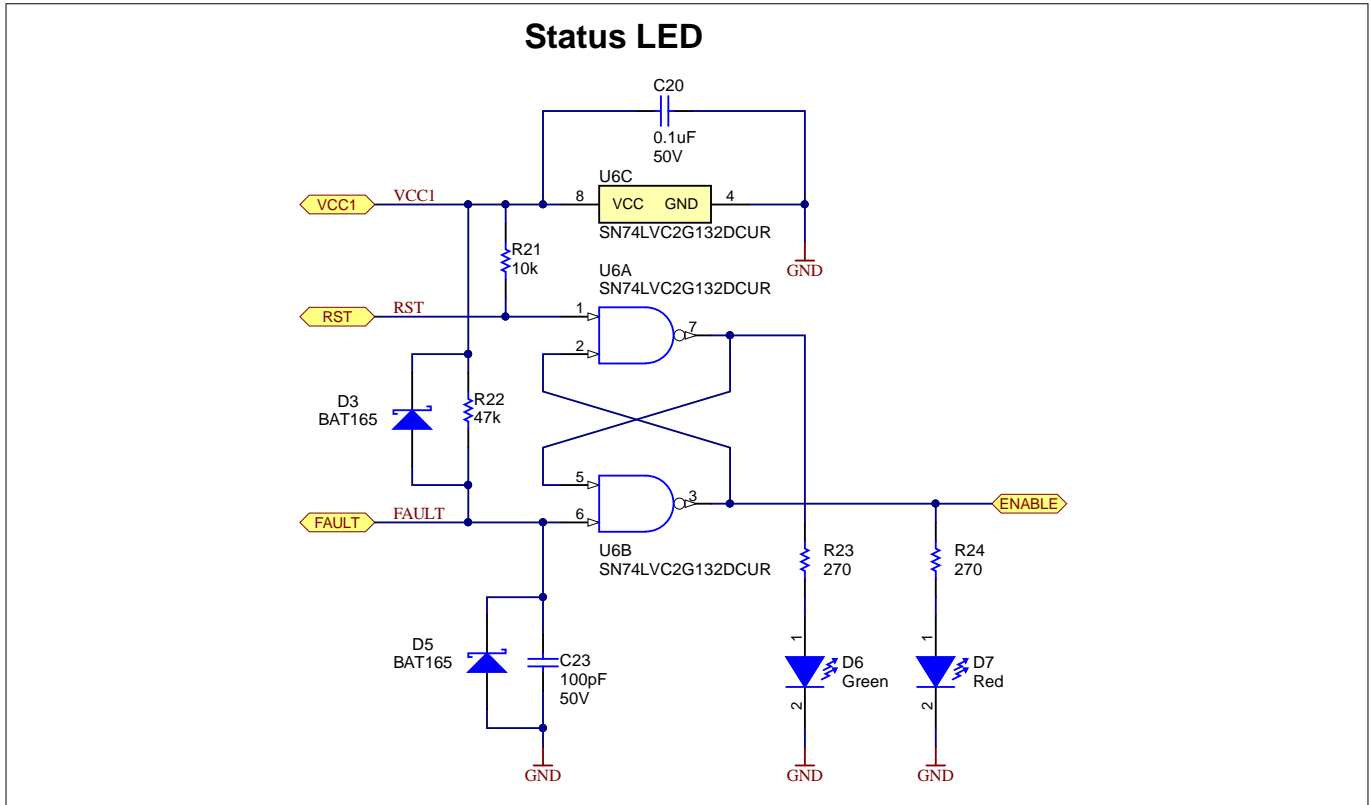 Status LED
C20
0.1uF
50V
U6C
VCC1
VCC1
8
VCC
GND
4
SN74LVC2G132DCUR
R21
10k
GND
U6A
SN74LVC2G132DCUR
RST
RST
1
7
2
D3
BAT165
R22
47k
5
3
ENABLE
FAULT
FAULT
6
U6B
SN74LVC2G132DCUR
R23
270
R24
270
D5
BAT165
C23
100pF
50V
1
D6
Green
2
1
D7
Red
2
GND
GND
GND